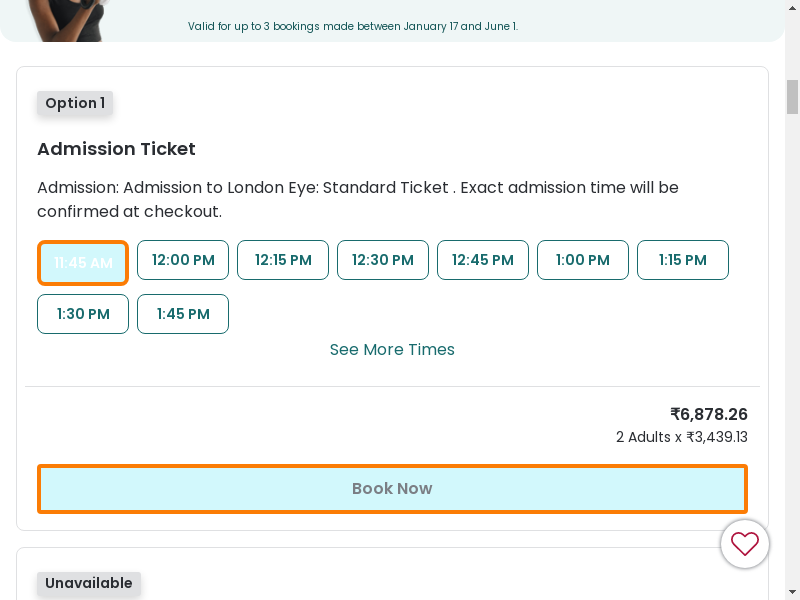 Valid for up to 3 bookings made between January 17 and June 1.
Option 1
Admission Ticket
Admission: Admission to London Eye: Standard Ticket . Exact admission time will be
confirmed at checkout.
11:45 AM 12:00 PM 12:15 PM 12:30 PM 12:45 PM 1:00 PM 1:15 PM
1:30 PM 1:45 PM
See More Times
₹6,878.26
2 Adults x ₹3,439.13
Book Now
Unavailable